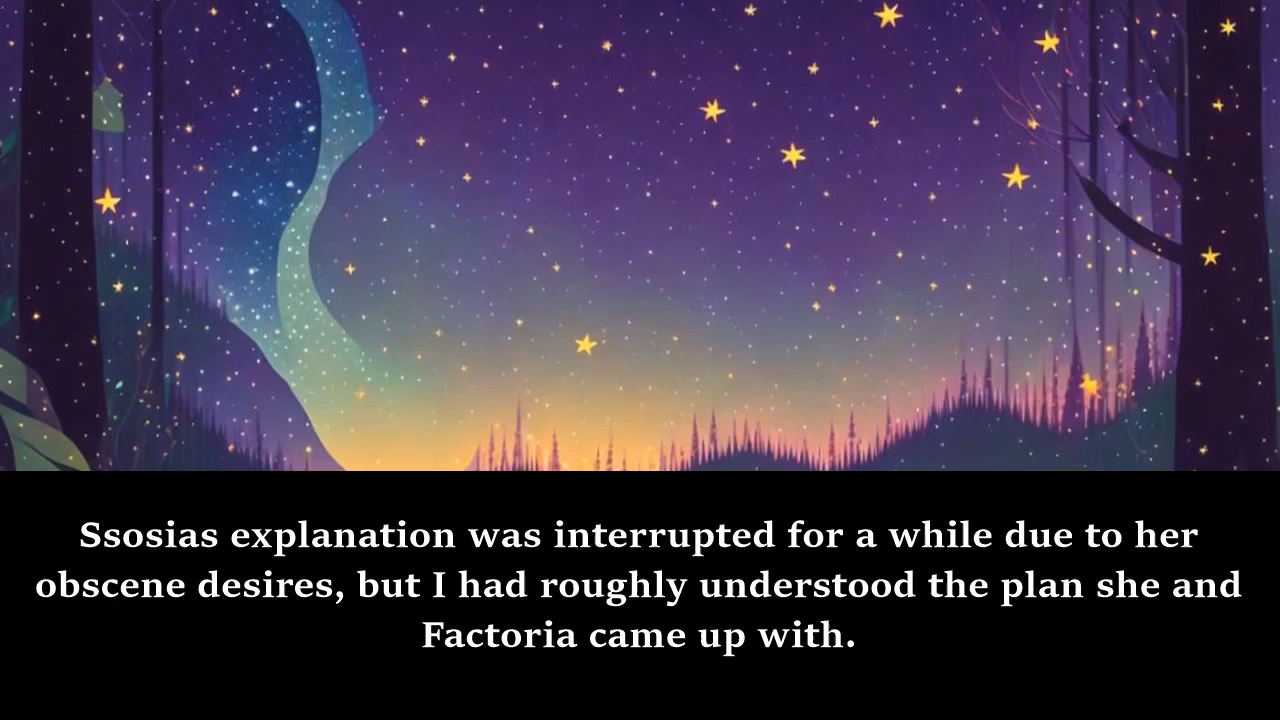 Ssosias explanation was interrupted for a while due to her
obscene desires, but I had roughly understood the plan she and
Factoria came up with.